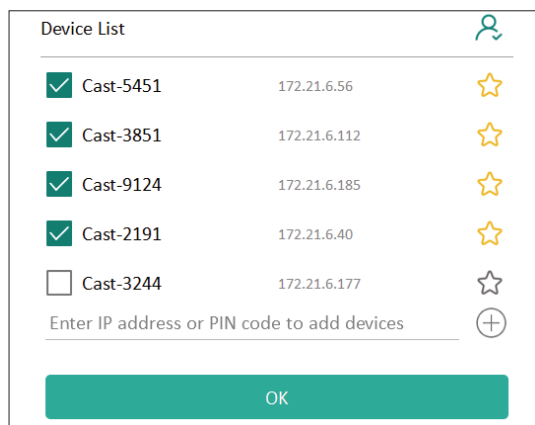 Device List
Cast-5451 172.21.6.56
Cast-3851 172.21.6.112
Cast-9124 172.21.6.185
Cast-2191 172.21.6.40
Cast-3244 172.21.6.177
Enter IP address or PIN code to add devices
OK